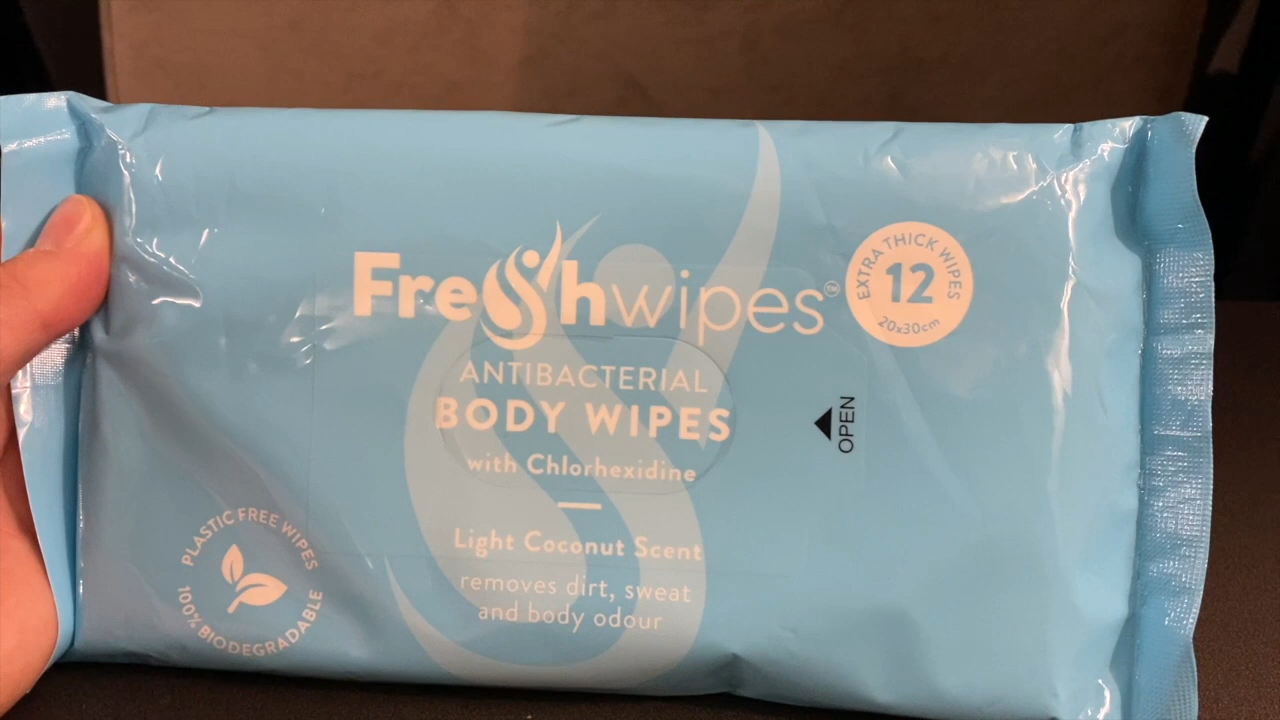 Freshwipes™
EXTRA THICK WIPES
12
20x30cm
ANTIBACTERIAL
BODY WIPES
with Chlorhexidine
OPEN
Light Coconut Scent
removes dirt, sweat
and body odour
PLASTIC FREE WIPES
100% BIODEGRADABLE